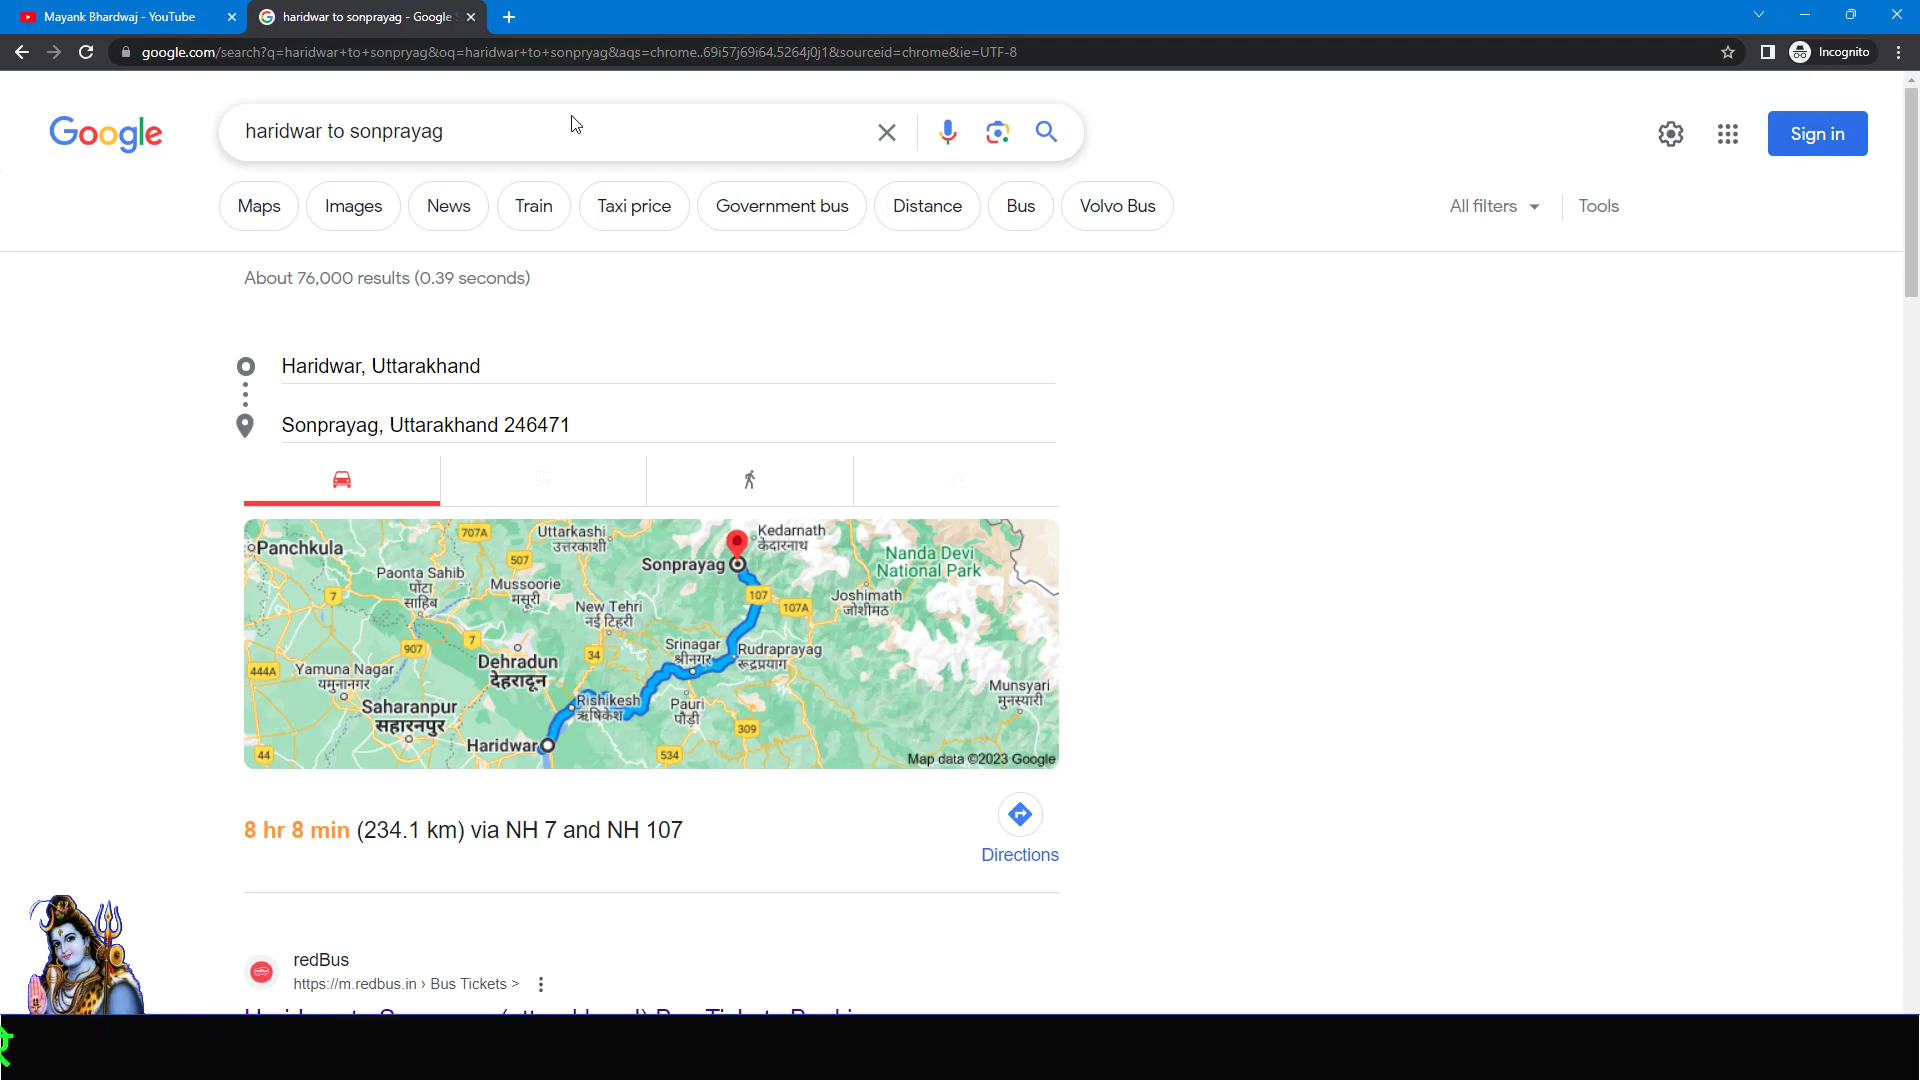 Mayank Bhardwaj - YouTube
haridwar to sonprayag - Google
google.com/search?q=haridwar+to+sonpryag&oq=haridwar+to+sonpryag&aqs=chrome..69i57j69i64.5264j0j1&sourceid=chrome&ie=UTF-8
Incognito
Google
haridwar to sonprayag
Sign in
Maps
Images
News
Train
Taxi price
Government bus
Distance
Bus
Volvo Bus
All filters
Tools
About 76,000 results (0.39 seconds)
Haridwar, Uttarakhand
Sonprayag, Uttarakhand 246471
Panchkula
707A
Uttarkashi
उत्तरकाशी
Kedarnath
केदारनाथ
Sonprayag
Nanda Devi
National Park
507
Paonta Sahib
पोंटा
साहिब
Mussoorie
मसूरी
7
New Tehri
नई टिहरी
107
107A
Joshimath
जोशीमठ
7
907
34
Srinagar
श्रीनगर
Rudraprayag
रूद्रप्रयाग
444A
Yamuna Nagar
यमुनानगर
Dehradun
देहरादून
Rishikesh
ऋषिकेश
Pauri
पौड़ी
Munsyari
मुनस्यारी
Saharanpur
सहारनपुर
309
Haridwar
44
534
Map data ©2023 Google
8 hr 8 min (234.1 km) via NH 7 and NH 107
Directions
redBus
https://m.redbus.in › Bus Tickets >